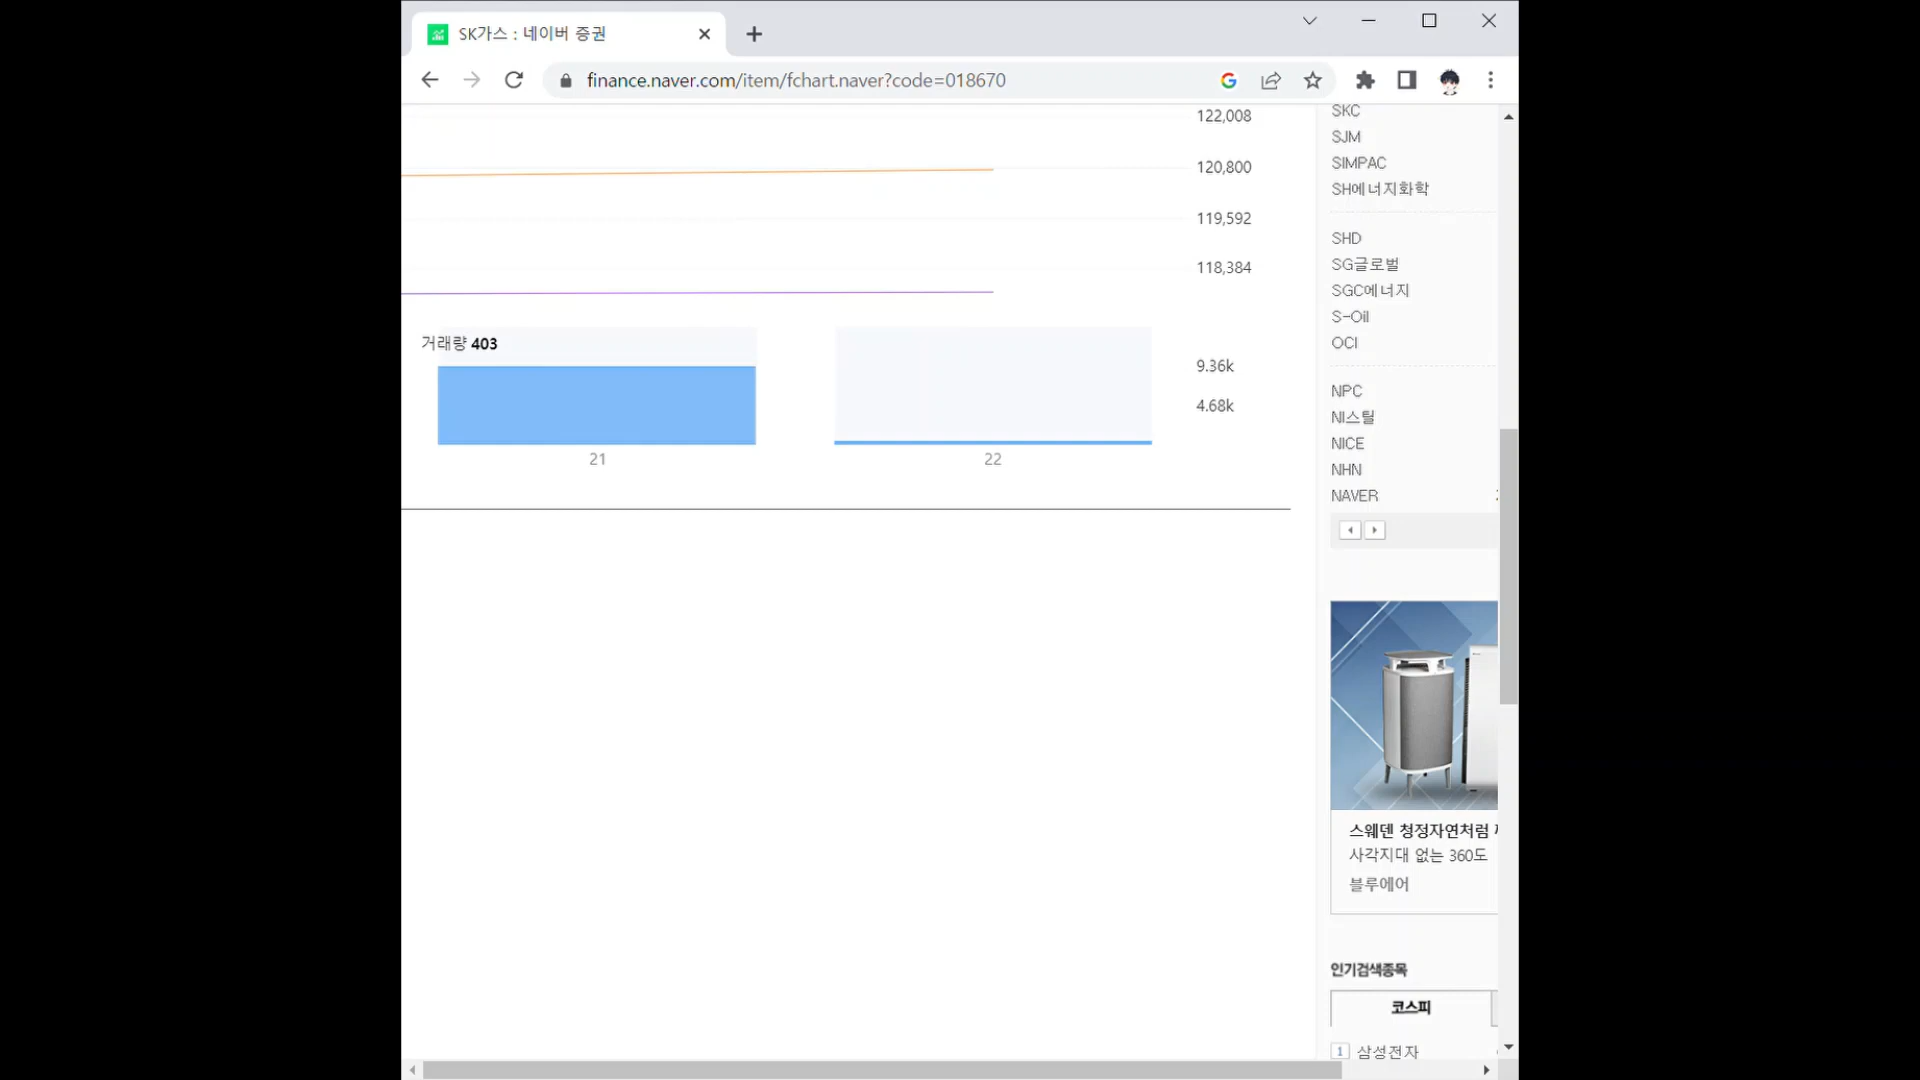 SK가스 : 네이버 증권
finance.naver.com/item/fchart.naver?code=018670
122,008
120,800
119,592
118,384
거래량 403
9.36k
4.68k
21
22
SKC
SJM
SIMPAC
SH에너지화학
SHD
SG글로벌
SGC에너지
S-Oil
OCI
NPC
NI스틸
NICE
NHN
NAVER
스웨덴 청정자연처럼
사각지대 없는 360도
블루에어
인기검색종목
코스피
1 삼성전자